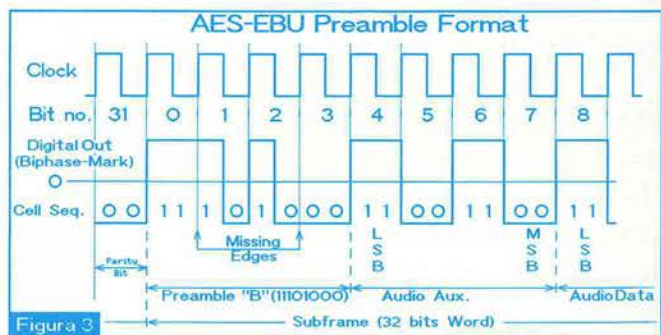 AES-EBU Preamble Format
Clock
Bit no. 31 0 1 2 3 4 5 6 7 8
Digital Out
(Biphase-Mark)
0
Cell Seq. 0 0 1 1 1 0 1 0 0 0 1 1 0 0 1 1 0 0 1 1
Missing
Edges
L
S
B
M
S
B
L
S
B
Parity
Bit
Preamble "B"(11101000) Audio Aux. AudioData
Subframe (32 bits Word)
Figura 3